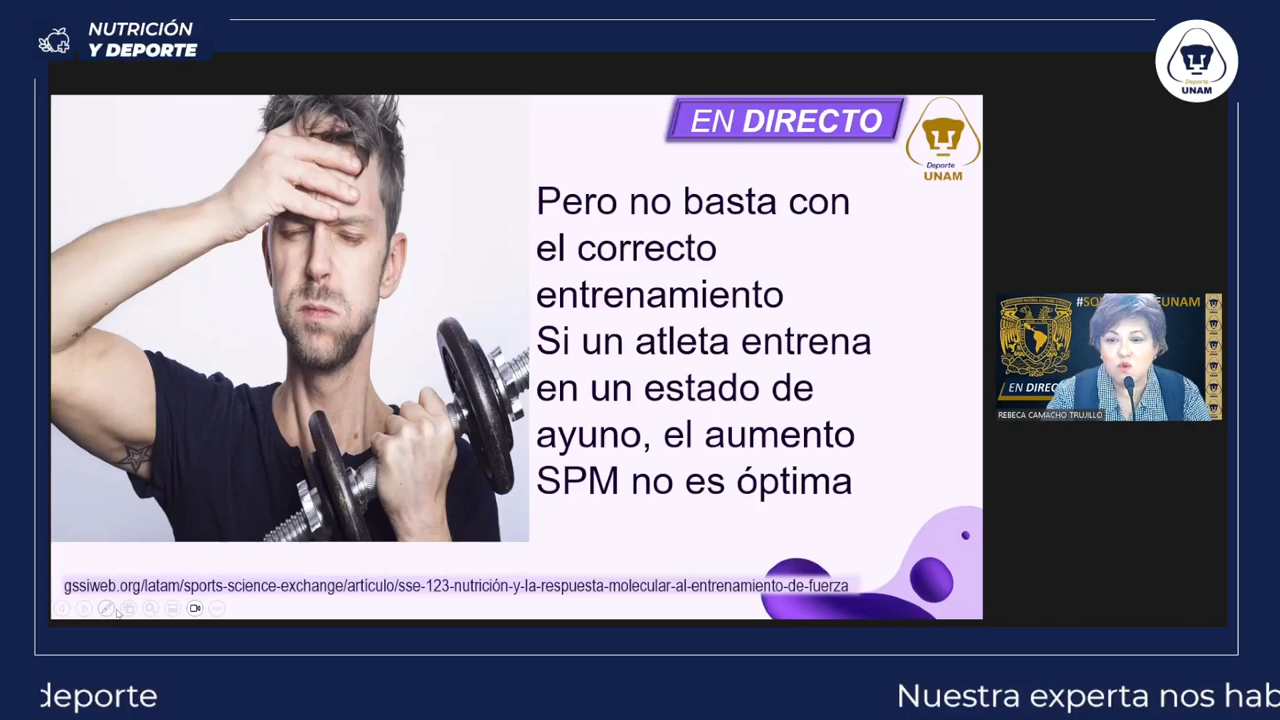 NUTRICIÓN
Y DEPORTE
Deporte
UNAM
EN DIRECTO
Deporte
UNAM
Pero no basta con
el correcto
entrenamiento
Si un atleta entrena
en un estado de
ayuno, el aumento
SPM no es óptima
EN DIREC
REBECA CAMACHO TRUJILLO
gssiweb.org/latam/sports-science-exchange/articulo/sse-123-nutrición-y-la-respuesta-molecular-al-entrenamiento-de-fuerza
deporte
Nuestra experta nos hab